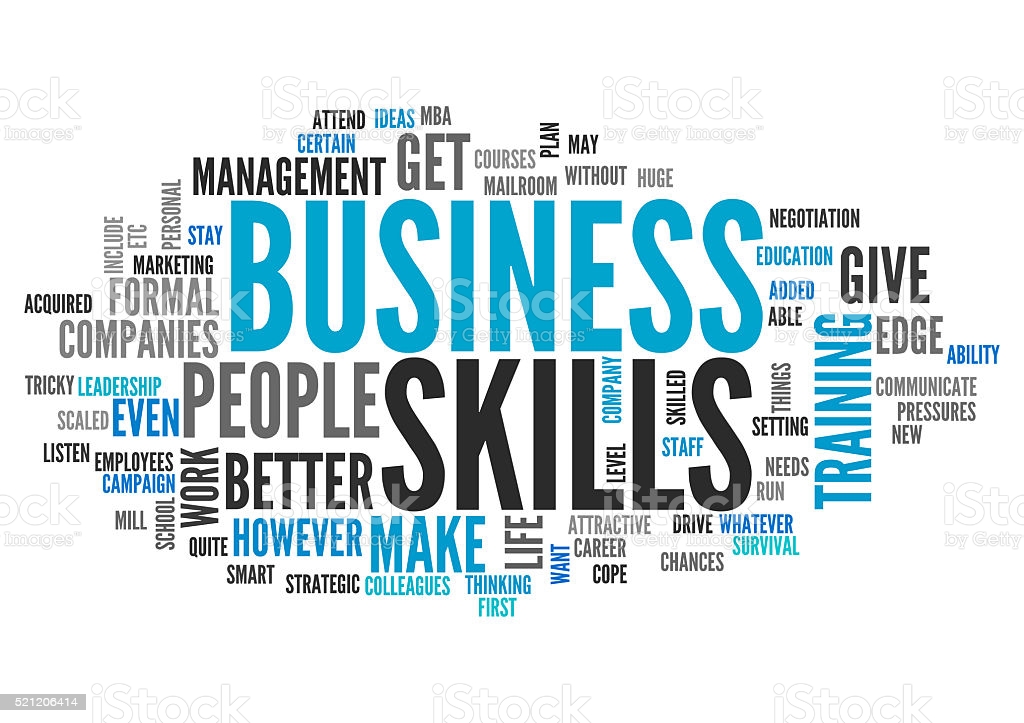 iStock
by Getty Images™
ATTEND IDEAS MBA
CERTAIN
MANAGEMENT GET COURSES PLAN MAY
MAILROOM WITHOUT HUGE
INCLUDE ETC PERSONAL STAY
BUSINESS
NEGOTIATION
EDUCATION
MARKETING
ADDED GIVE
ACQUIRED FORMAL
ABLE
COMPANIES
TRAINING EDGE
ABILITY
TRICKY LEADERSHIP
PEOPLE SKILLS
COMPANY SKILLED THINGS
COMMUNICATE
SCALED EVEN
PRESSURES
SETTING
NEW
LISTEN EMPLOYEES
STAFF
LEVEL
CAMPAIGN
WORK BETTER
NEEDS
RUN
MILL SCHOOL
QUITE HOWEVER MAKE LIFE
ATTRACTIVE DRIVE WHATEVER
WANT CAREER SURVIVAL
CHANCES
SMART STRATEGIC COLLEAGUES THINKING COPE
FIRST
521206414